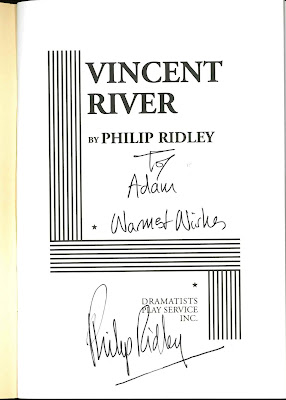 VINCENT
RIVER
BY PHILIP RIDLEY
To
Adam
Warmest Wishes
DRAMATISTS
PLAY SERVICE
INC.
Philip Ridley